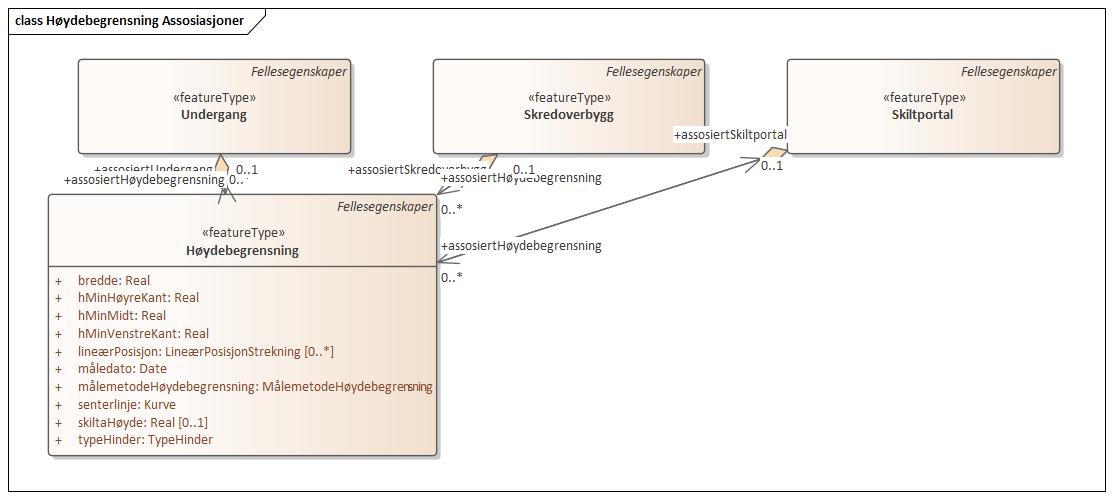 class Høydebegrensning Assosiasjoner
Fellesegenskaper
«featureType»
Undergang
Fellesegenskaper
«featureType»
Skredoverbygg
Fellesegenskaper
«featureType»
Skiltportal
+assosiertSkiltportal
0..1
+assosiertUndergang
0..1
+assosiertHøydebegrensning
0..*
+assosiertSkredoverbygg
0..1
+assosiertHøydebegrensning
0..*
+assosiertHøydebegrensning
0..*
Fellesegenskaper
«featureType»
Høydebegrensning
+ bredde: Real
+ hMinHøyreKant: Real
+ hMinMidt: Real
+ hMinVenstreKant: Real
+ lineærPosisjon: LineærPosisjonStrekning [0..*]
+ måledato: Date
+ målemetodeHøydebegrensning: MålemetodeHøydebegrensning
+ senterlinje: Kurve
+ skiltaHøyde: Real [0..1]
+ typeHinder: TypeHinder